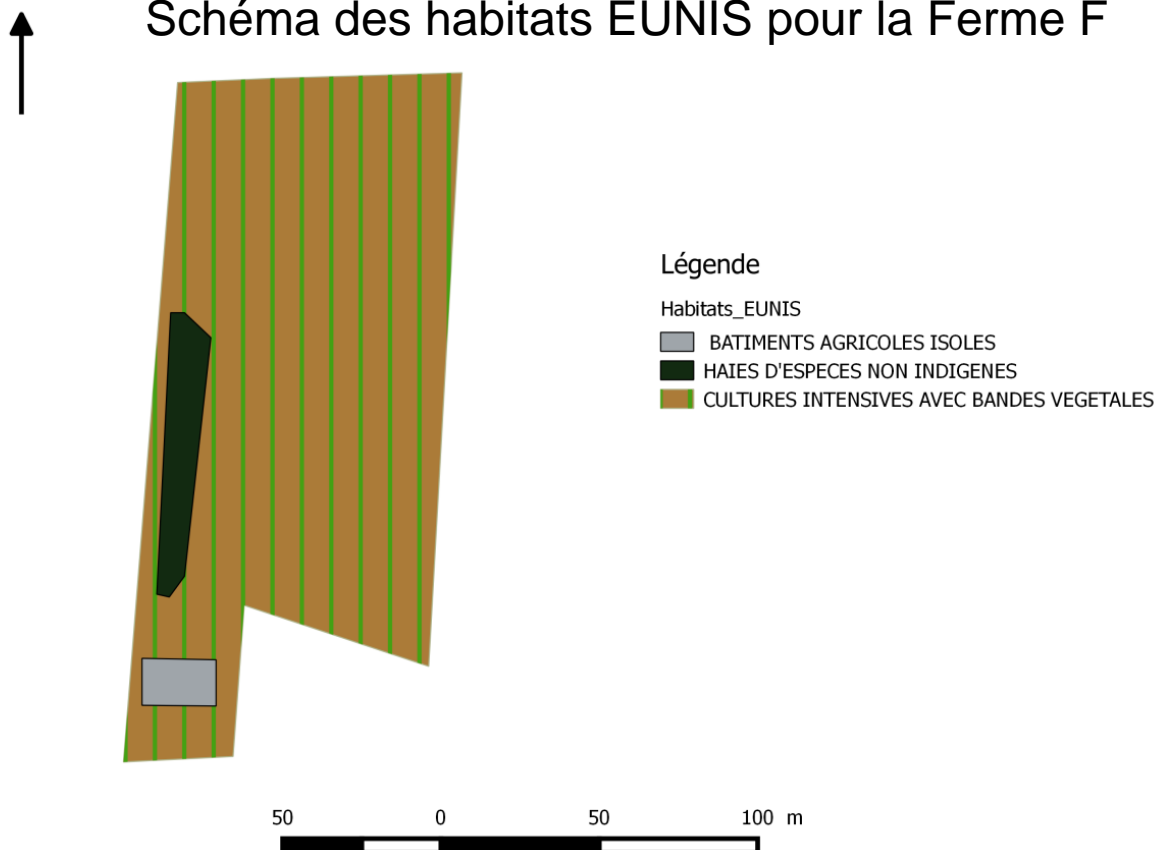 Schéma des habitats EUNIS pour la Ferme F
Légende
Habitats_EUNIS
BATIMENTS AGRICOLES ISOLES
HAIES D'ESPECES NON INDIGENES
CULTURES INTENSIVES AVEC BANDES VEGETALES
50 0 50 100 m